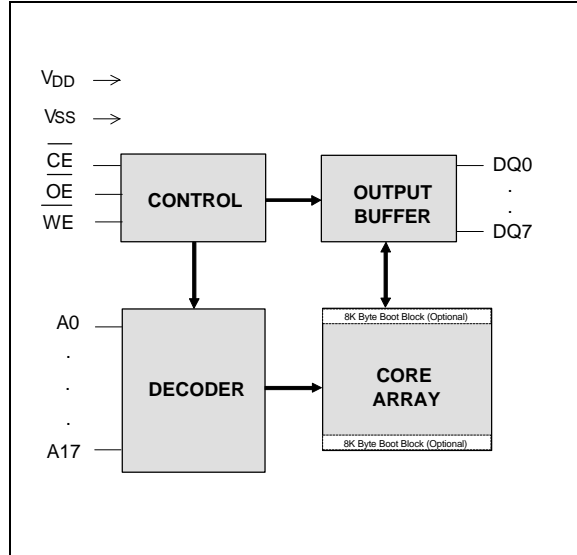 VDD
VSS
CE
OE
WE
CONTROL
OUTPUT
BUFFER
DQ0
.
.
DQ7
A0
.
.
.
A17
DECODER
8K Byte Boot Block (Optional)
CORE
ARRAY
8K Byte Boot Block (Optional)